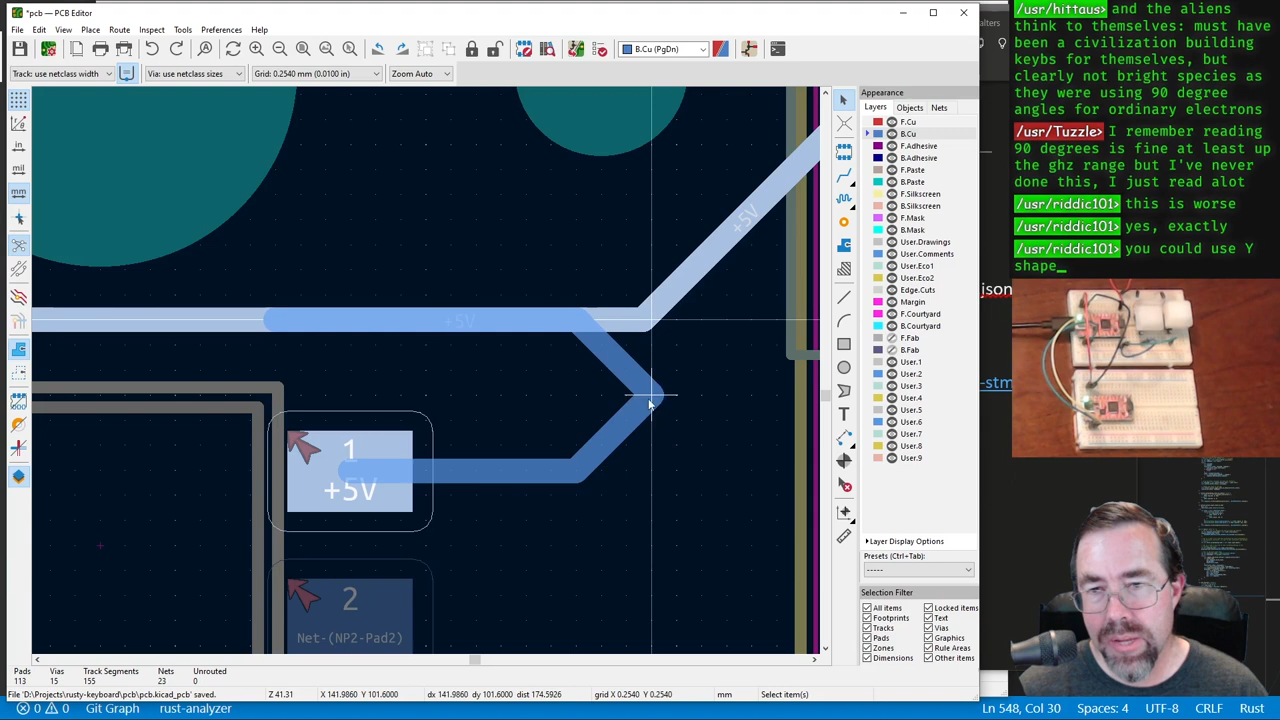 *pcb — PCB Editor
File Edit View Place Route Inspect Tools Preferences Help
B.Cu (PgDn)
Track: use netclass width
Via: use netclass sizes
Grid: 0.2540 mm (0.0100 in)
Zoom Auto
in
mil
mm
+5V
+5V
1
+5V
2
Net-(NP2-Pad2)
Appearance
Layers Objects Nets
F.Cu
B.Cu
F.Adhesive
B.Adhesive
F.Paste
B.Paste
F.Silkscreen
B.Silkscreen
F.Mask
B.Mask
User.Drawings
User.Comments
User.Eco1
User.Eco2
Edge.Cuts
Margin
F.Courtyard
B.Courtyard
F.Fab
B.Fab
User.1
User.2
User.3
User.4
User.5
User.6
User.7
User.8
User.9
Layer Display Options
Presets (Ctrl+Tab):
-----
Selection Filter
All items Locked items
Footprints Text
Tracks Vias
Pads Graphics
Zones Rule Areas
Dimensions Other items
Pads Vias Track Segments Nets Unrouted
113 15 155 23 0
File 'D:\Projects\rusty-keyboard\pcb\pcb.kicad_pcb' saved.
Z 41.31
X 141.9860 Y 101.6000
dx 141.9860 dy 101.6000 dist 174.5926
grid X 0.2540 Y 0.2540
mm
Select item(s)
0 0 Git Graph rust-analyzer
Ln 548, Col 30 Spaces: 4 UTF-8 CRLF Rust
/usr/hittaus> and the aliens
think to themselves: must have
been a civilization building
keybs for themselves, but
clearly not bright species as
they were using 90 degree
angles for ordinary electrons
/usr/Tuzzle> I remember reading
90 degrees is fine at least up
the ghz range but I've never
done this, I just read alot
/usr/riddic101> this is worse
/usr/riddic101> yes, exactly
/usr/riddic101> you could use Y
shape_
json
-stm